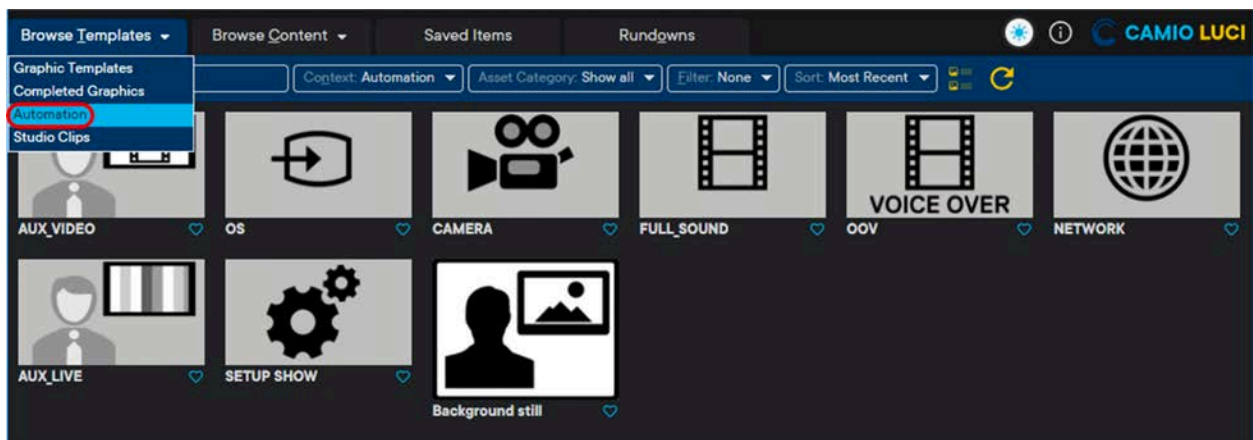 Browse Templates Browse Content Saved Items Rundowns CAMIO LUCI
Graphic Templates
Completed Graphics
Automation
Studio Clips
Context: Automation Asset Category: Show all Filter: None Sort: Most Recent
VOICE OVER
AUX_VIDEO OS CAMERA FULL_SOUND OOV NETWORK
AUX_LIVE SETUP SHOW
Background still